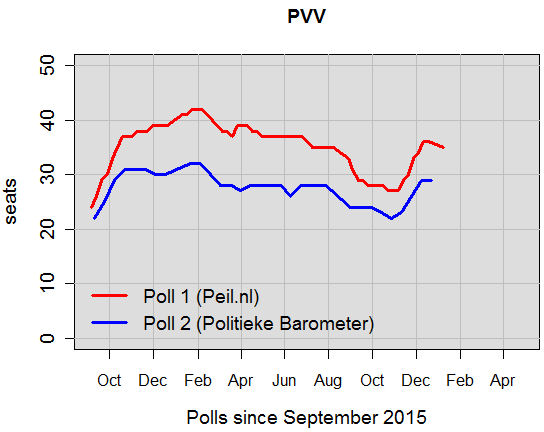 PVV
50
40
30
20
10
0
seats
Poll 1 (Peil.nl)
Poll 2 (Politieke Barometer)
Oct Dec Feb Apr Jun Aug Oct Dec Feb Apr
Polls since September 2015